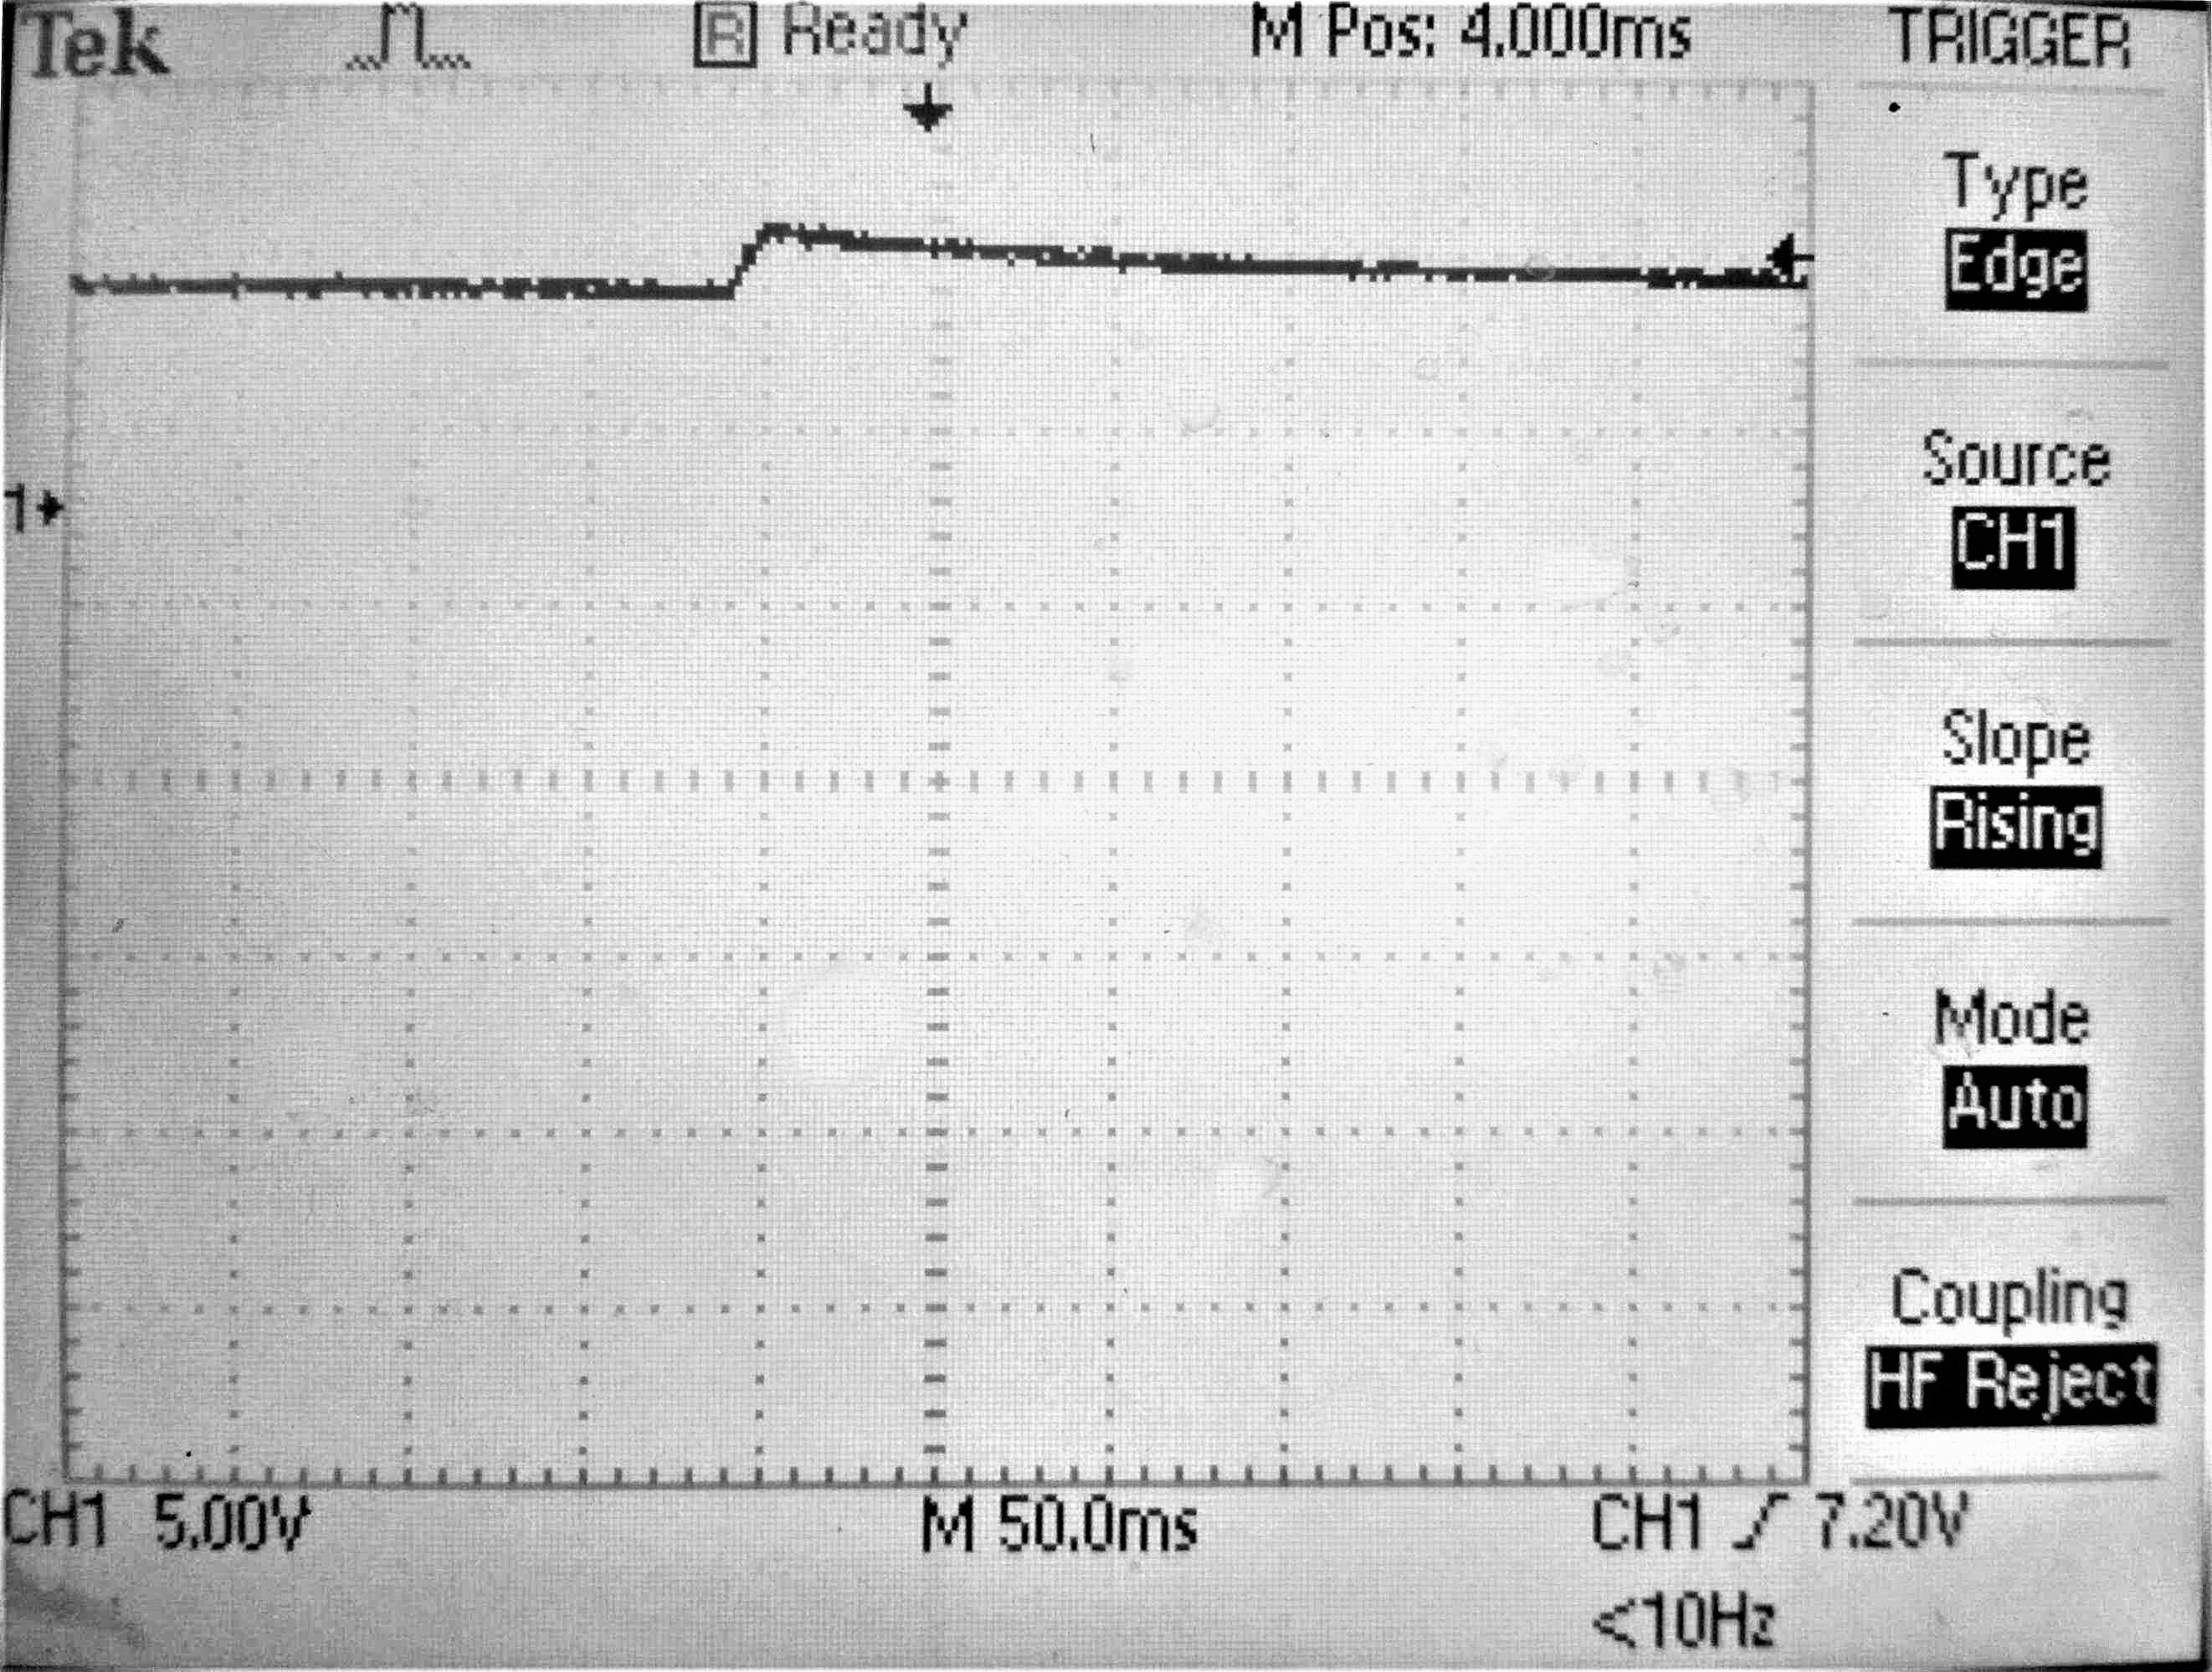 Tek R Ready M Pos: 4.000ms TRIGGER
Type
Edge
1
Source
CH1
Slope
Rising
Mode
Auto
Coupling
HF Reject
CH1 5.00V M 50.0ms CH1 7.20V
<10Hz